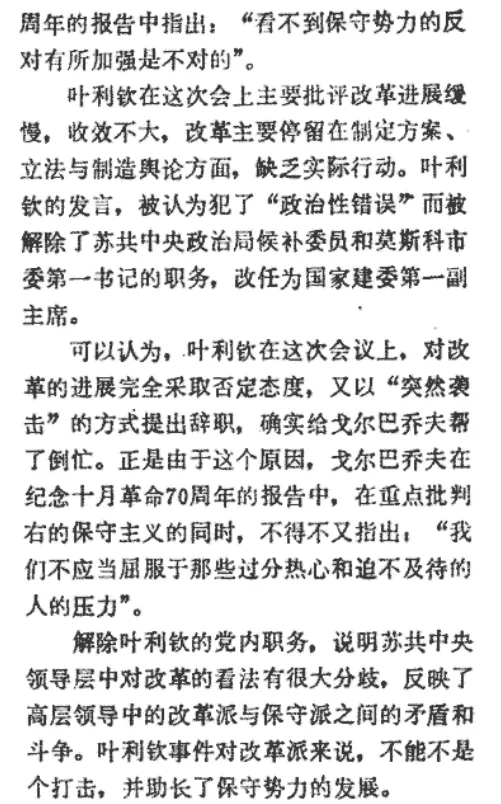 周年的报告中指出：“看不到保守势力的反
对有所加强是不对的”。
叶利钦在这次会上主要批评改革进展缓
慢，收效不大，改革主要停留在制定方案、
立法与制造舆论方面，缺乏实际行动。叶利
钦的发言，被认为犯了“政治性错误”而被
解除了苏共中央政治局候补委员和莫斯科市
委第一书记的职务，改任为国家建委第一副
主席。
可以认为，叶利钦在这次会议上，对改
革的进展完全采取否定态度，又以“突然袭
击”的方式提出辞职，确实给戈尔巴乔夫帮
了倒忙。正是由于这个原因，戈尔巴乔夫在
纪念十月革命70周年的报告中，在重点批判
右的保守主义的同时，不得不又指出：“我
们不应当屈服于那些过分热心和迫不及待的
人的压力”。
解除叶利钦的党内职务，说明苏共中央
领导层中对改革的看法有很大分歧，反映了
高层领导中的改革派与保守派之间的矛盾和
斗争。叶利钦事件对改革派来说，不能不是
个打击，并助长了保守势力的发展。